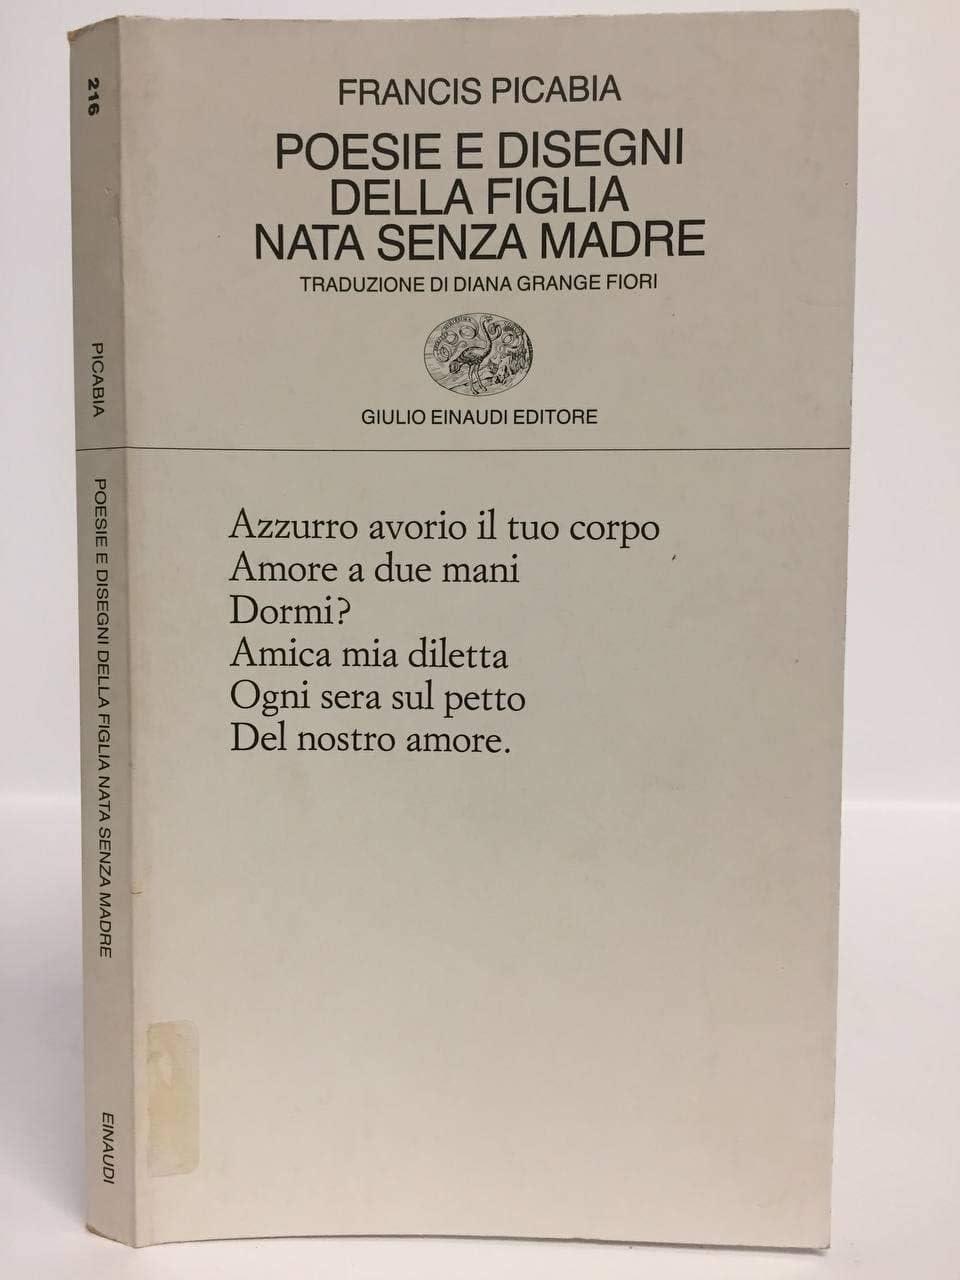 FRANCIS PICABIA
POESIE E DISEGNI
DELLA FIGLIA
NATA SENZA MADRE
TRADUZIONE DI DIANA GRANGE FIORI
GIULIO EINAUDI EDITORE
Azzurro avorio il tuo corpo
Amore a due mani
Dormi?
Amica mia diletta
Ogni sera sul petto
Del nostro amore.
216
PICABIA
POESIE E DISEGNI DELLA FIGLIA NATA SENZA MADRE
EINAUDI